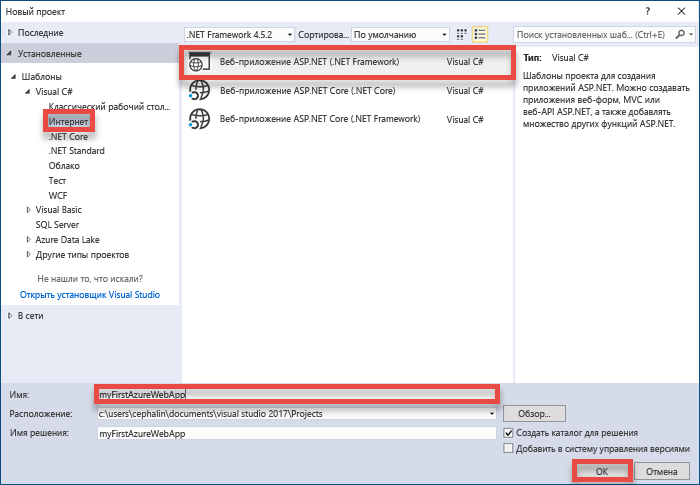 Новый проект
?
Последние
Установленные
Шаблоны
Visual C#
Классический рабочий стол...
Интернет
.NET Core
.NET Standard
Облако
Тест
WCF
Visual Basic
SQL Server
Azure Data Lake
Другие типы проектов
Не нашли то, что искали?
Открыть установщик Visual Studio
В сети
.NET Framework 4.5.2
Сортирова...
По умолчанию
Веб-приложение ASP.NET (.NET Framework) Visual C#
Веб-приложение ASP.NET Core (.NET Core) Visual C#
Веб-приложение ASP.NET Core (.NET Framework) Visual C#
Поиск установленных шаб... (Ctrl+E)
Тип: Visual C#
Шаблоны проекта для создания
приложений ASP.NET. Можно создавать
приложения веб-форм, MVC или
веб-API ASP.NET, а также добавлять
множество других функций ASP.NET.
Имя: myFirstAzureWebApp
Расположение: c:\users\cephalin\documents\visual studio 2017\Projects
Обзор...
Имя решения: myFirstAzureWebApp
Создать каталог для решения
Добавить в систему управления версиями
ОК
Отмена